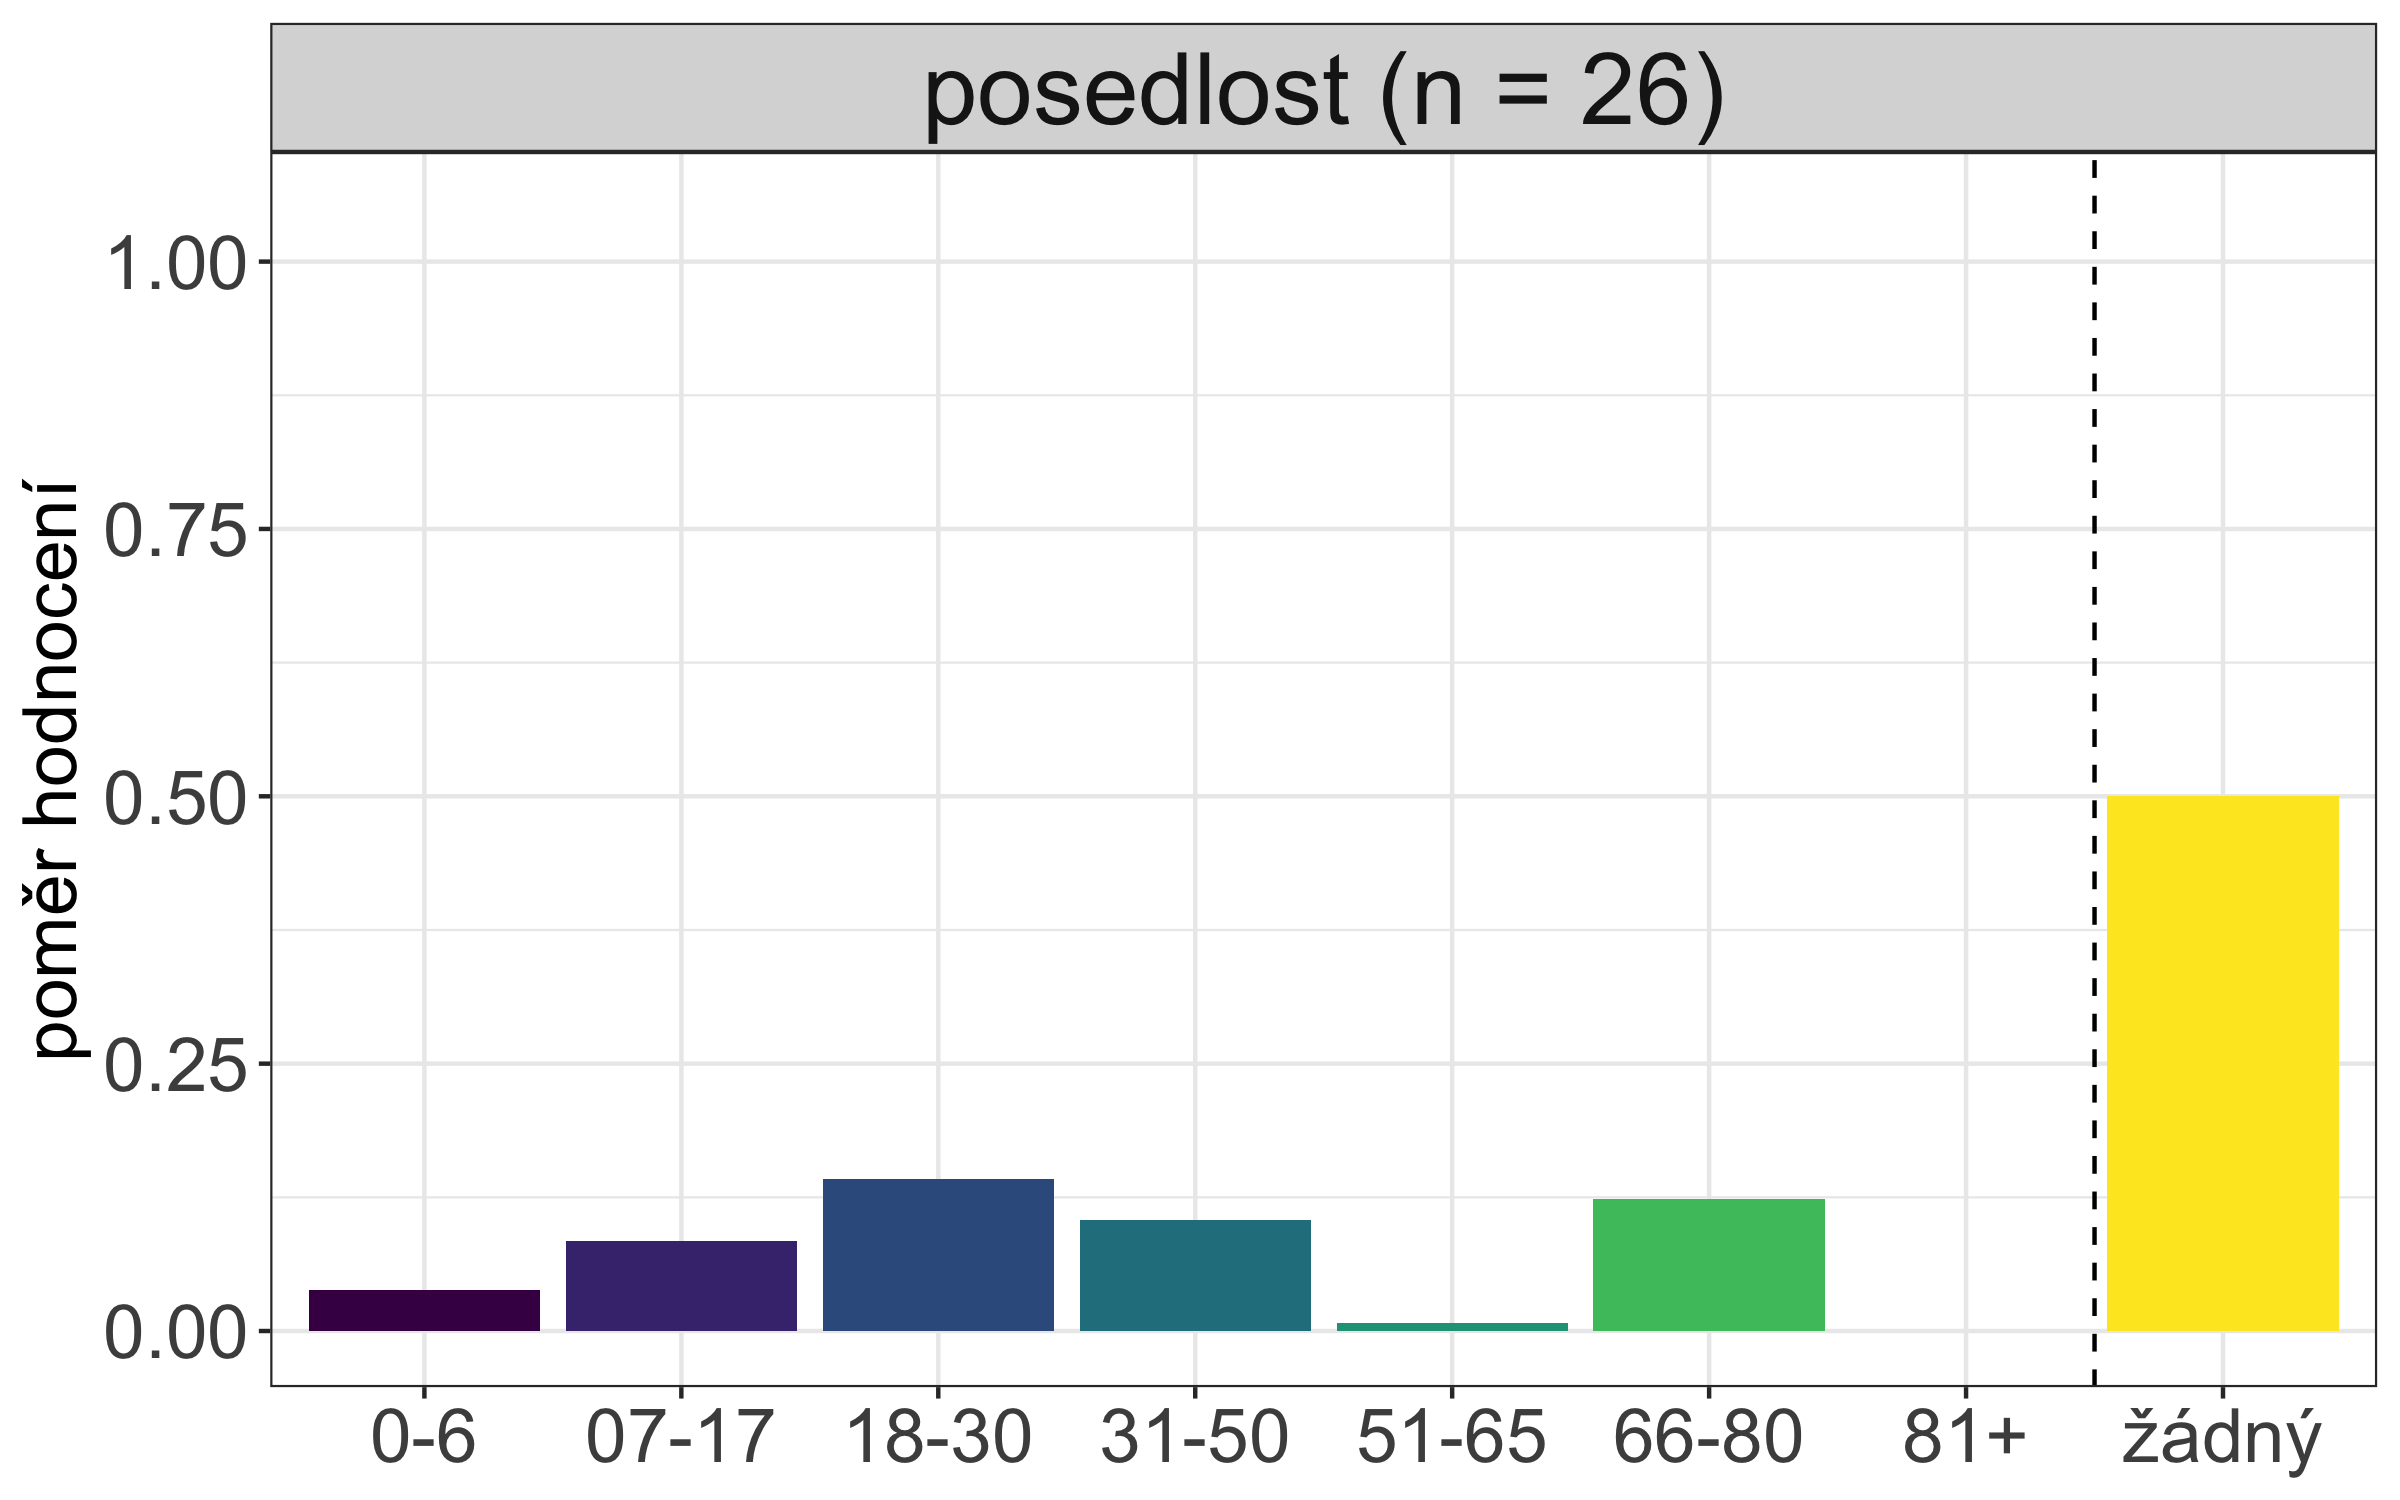 posedlost (n = 26)
poměr hodnocení
1.00
0.75
0.50
0.25
0.00
0-6 07-17 18-30 31-50 51-65 66-80 81+ žádný